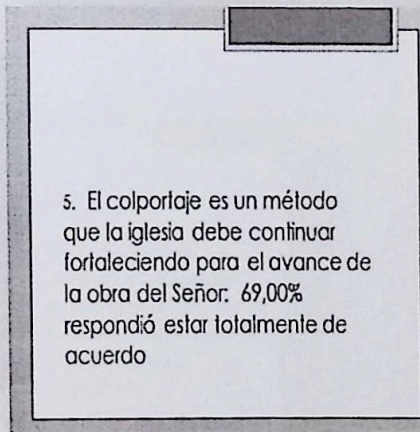 5. El colportaje es un método
que la iglesia debe continuar
fortaleciendo para el avance de
la obra del Señor: 69,00%
respondió estar totalmente de
acuerdo